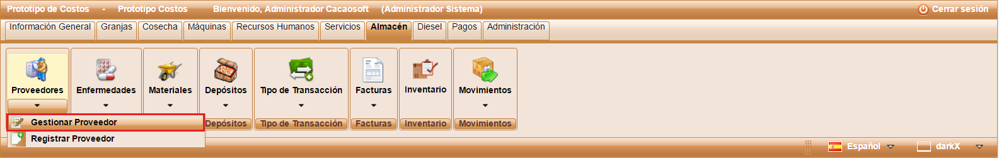 Prototipo de Costos - Prototipo Costos Bienvenido, Administrador Cacaosoft (Administrador Sistema) Cerrar sesión
Información General Granjas Cosecha Máquinas Recursos Humanos Servicios Almacén Diesel Pagos Administración
Proveedores Enfermedades Materiales Depósitos Tipo de Transacción Facturas Inventario Movimientos
Gestionar Proveedor Depósitos Tipo de Transacción Facturas Inventario Movimientos
Registrar Proveedor
Español darkX